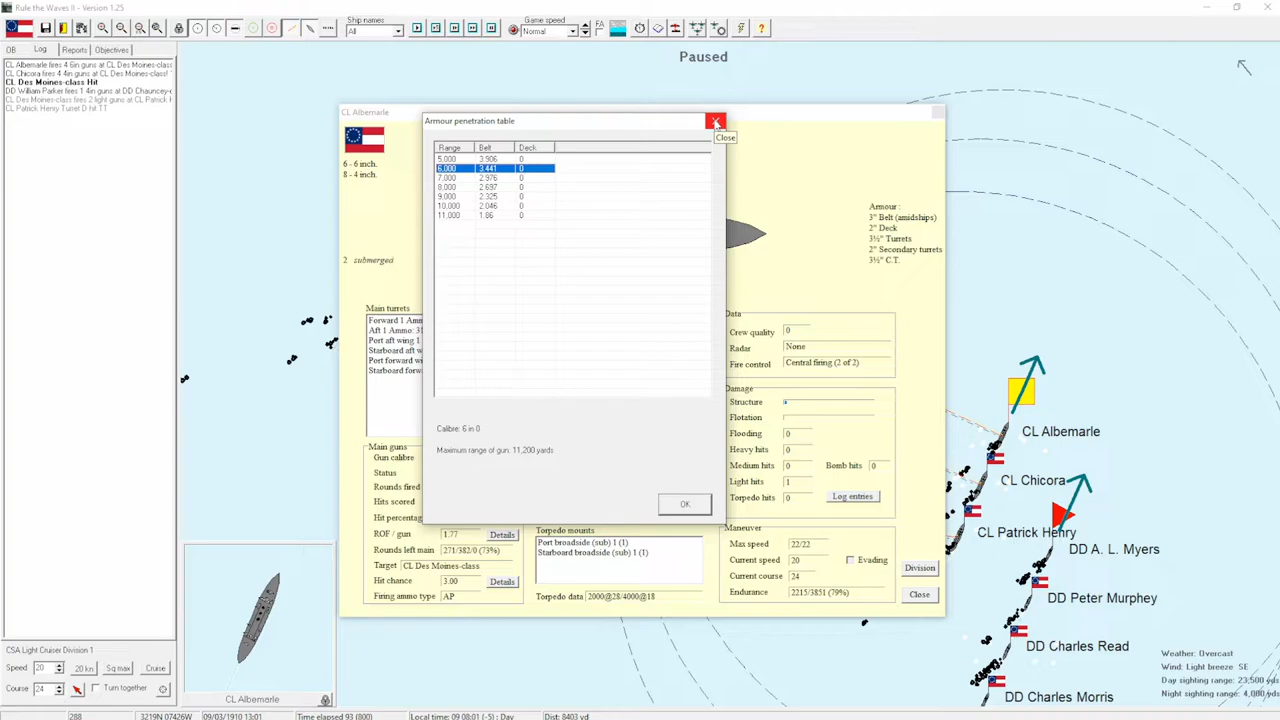 Rule the Waves II - Version 1.25
Ship names
All
Game speed
Normal
FA
OB
Log
Reports
Objectives
CL Albemarle fires 4 6in guns at CL Des Moines-class
CL Chicora fires 4 4in guns at CL Des Moines-class!
CL Des Moines-class Hit
DD William Parker fires 1 4in guns at DD Chauncey-
CL Des Moines-class fires 2 light guns at CL Patrick H
CL Patrick Henry Turret D hit TT
Paused
CL Albemarle
6 - 6 inch.
8 - 4 inch.
Armour penetration table
Close
Range Belt Deck
5,000 3.906 0
6,000 3.441 0
7,000 2.976 0
8,000 2.697 0
9,000 2.325 0
10,000 2.046 0
11,000 1.86 0
Calibre: 6 in 0
Maximum range of gun: 11,200 yards
OK
Armour :
3" Belt (amidships)
2" Deck
3½" Turrets
2" Secondary turrets
3½" C.T.
2 submerged
Main turrets
Forward 1 Amm
Aft 1 Ammo: 3
Port aft wing 1
Starboard aft w
Port forward wi
Starboard forw
Main guns
Gun calibre
Status
Rounds fired
Hits scored
Hit percentag
ROF / gun 1.77 Details
Rounds left main 271/382/0 (73%)
Target CL Des Moines-class
Hit chance 3.00 Details
Firing ammo type AP
Torpedo mounts
Port broadside (sub) 1 (1)
Starboard broadside (sub) 1 (1)
Torpedo data 2000@28/4000@18
Data
Crew quality 0
Radar None
Fire control Central firing (2 of 2)
Damage
Structure
Flotation
Flooding 0
Heavy hits 0
Medium hits 0 Bomb hits 0
Light hits 1
Torpedo hits 0 Log entries
Maneuver
Max speed 22/22
Current speed 20 Evading
Current course 24
Endurance 2215/3851 (79%)
Division
Close
CL Albemarle
CL Chicora
CL Patrick Henry
DD A. L. Myers
DD Peter Murphey
DD Charles Read
DD Charles Morris
Weather: Overcast
Wind: Light breeze SE
Day sighting range: 23,500 yds
Night sighting range: 4,000 yds
CSA Light Cruiser Division 1
Speed 20 20 kn Sq max Cruise
Course 24 Turn together
CL Albemarle
288
3219N 07426W
09/03/1910 13:01
Time elapsed 93 (800)
Local time: 09 08:01 (-5) : Day
Dist: 8403 yd